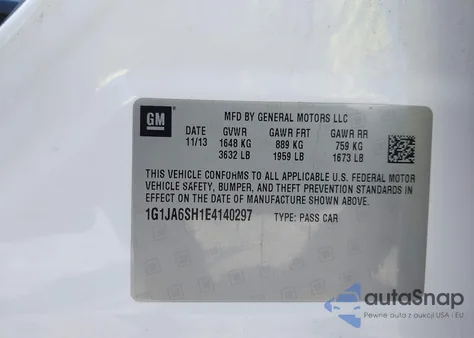 GM
MFD BY GENERAL MOTORS LLC
DATE GVWR GAWR FRT GAWR RR
11/13 1648 KG 889 KG 759 KG
3632 LB 1959 LB 1673 LB
THIS VEHICLE CONFORMS TO ALL APPLICABLE U.S. FEDERAL MOTOR
VEHICLE SAFETY, BUMPER, AND THEFT PREVENTION STANDARDS IN
EFFECT ON THE DATE OF MANUFACTURE SHOWN ABOVE.
1G1JA6SH1E4140297 TYPE: PASS CAR
autaSnap
Pewne auta z aukcji USA - EU